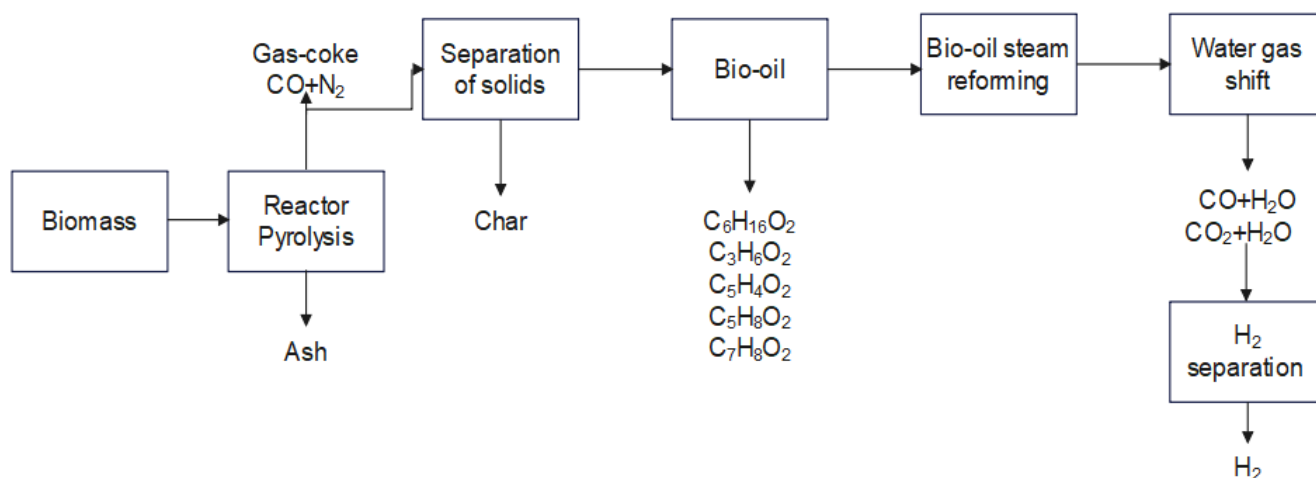 Gas-coke
CO+N₂
Separation
of solids
Bio-oil
Bio-oil steam
reforming
Water gas
shift
Biomass
Reactor
Pyrolysis
Char
C₆H₁₆O₂
C₃H₆O₂
C₅H₄O₂
C₅H₈O₂
C₇H₈O₂
CO+H₂O
CO₂+H₂O
Ash
H₂
separation
H₂